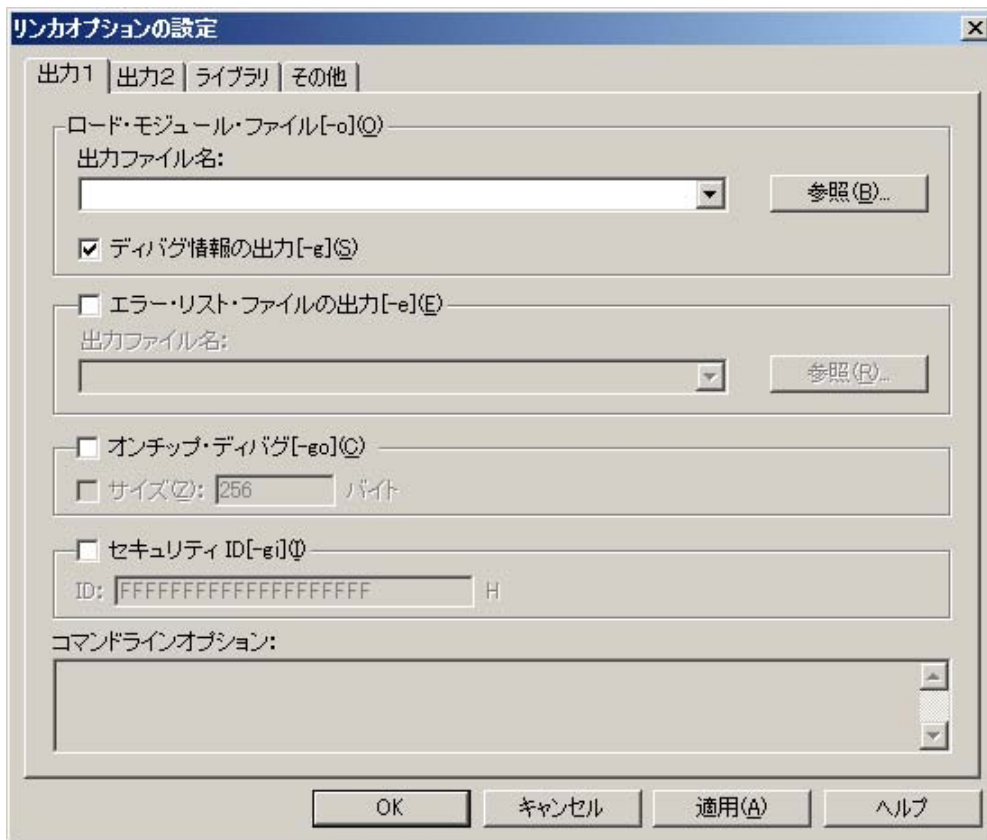 リンカオプションの設定
出力1 出力2 ライブラリ その他
ロード・モジュール・ファイル[-o](O)
出力ファイル名:
参照(B)...
ディバグ情報の出力[-g](S)
エラー・リスト・ファイルの出力[-e](E)
出力ファイル名:
参照(R)...
オンチップ・ディバグ[-go](C)
サイズ(Z): 256 バイト
セキュリティ ID[-gi](I)
ID: FFFFFFFFFFFFFFFFFFFF H
コマンドラインオプション:
OK キャンセル 適用(A) ヘルプ